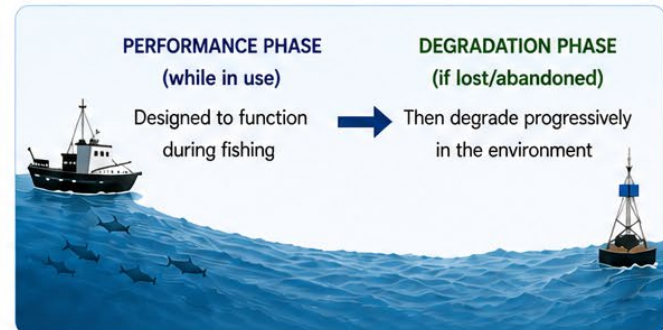 PERFORMANCE PHASE
(while in use)
Designed to function
during fishing
DEGRADATION PHASE
(if lost/abandoned)
Then degrade progressively
in the environment